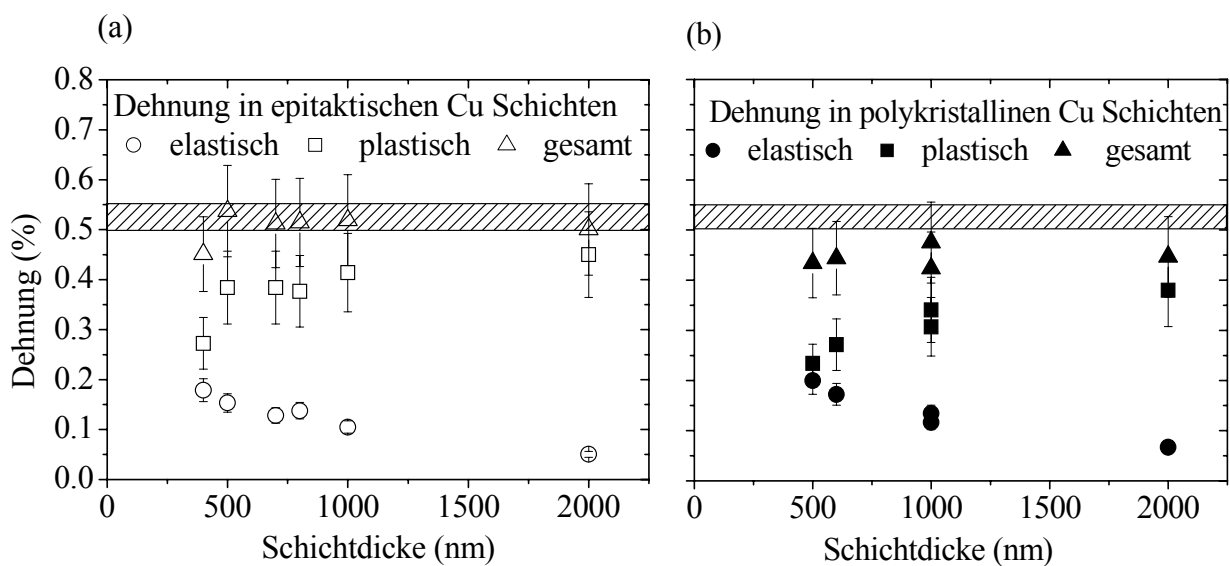 (a)
Dehnung in epitaktischen Cu Schichten
elastisch plastisch gesamt
0.8
0.7
0.6
0.5
0.4
0.3
0.2
0.1
0.0
Dehnung (%)
0 500 1000 1500 2000
Schichtdicke (nm)
(b)
Dehnung in polykristallinen Cu Schichten
elastisch plastisch gesamt
0 500 1000 1500 2000
Schichtdicke (nm)